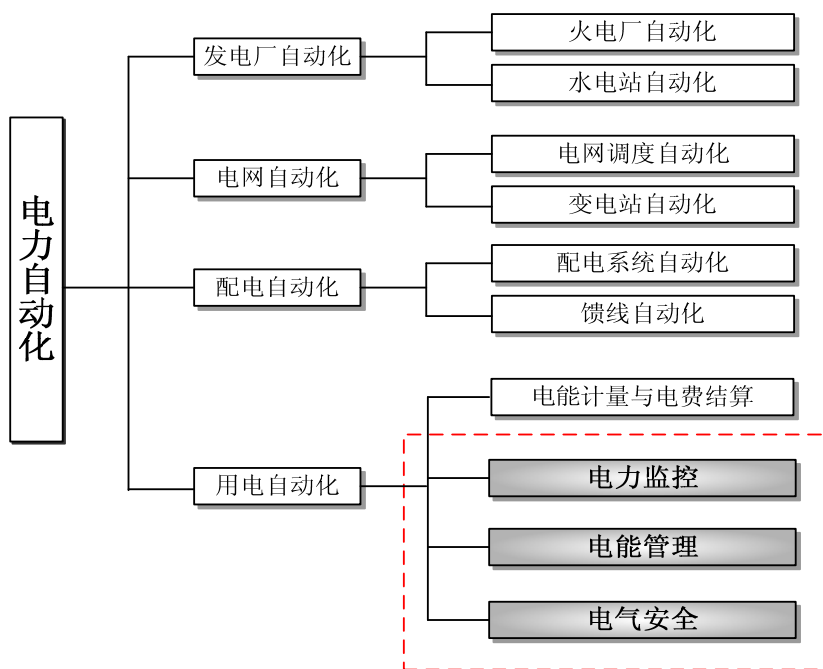 电力自动化
发电厂自动化
火电厂自动化
水电站自动化
电网自动化
电网调度自动化
变电站自动化
配电自动化
配电系统自动化
馈线自动化
用电自动化
电能计量与电费结算
电力监控
电能管理
电气安全